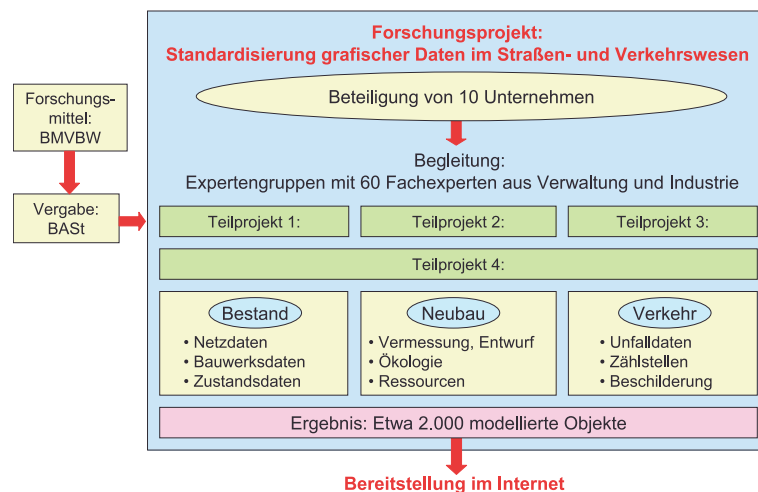 Forschungsprojekt:
Standardisierung grafischer Daten im Straßen- und Verkehrswesen
Beteiligung von 10 Unternehmen
Forschungs-
mittel:
BMVBW
Begleitung:
Expertengruppen mit 60 Fachexperten aus Verwaltung und Industrie
Vergabe:
BASt
Teilprojekt 1:
Teilprojekt 2:
Teilprojekt 3:
Teilprojekt 4:
Bestand
• Netzdaten
• Bauwerksdaten
• Zustandsdaten
Neubau
• Vermessung, Entwurf
• Ökologie
• Ressourcen
Verkehr
• Unfalldaten
• Zählstellen
• Beschilderung
Ergebnis: Etwa 2.000 modellierte Objekte
Bereitstellung im Internet